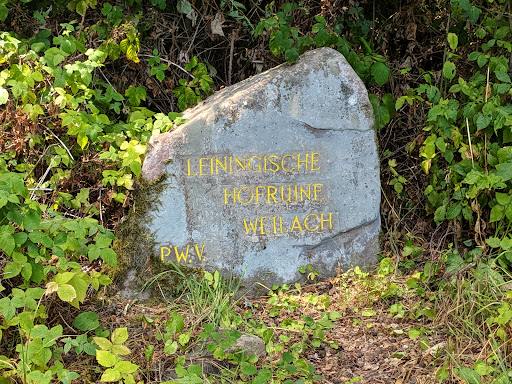 LEININGISCHE
HOFRUINE
WEILACH
P.W.V.